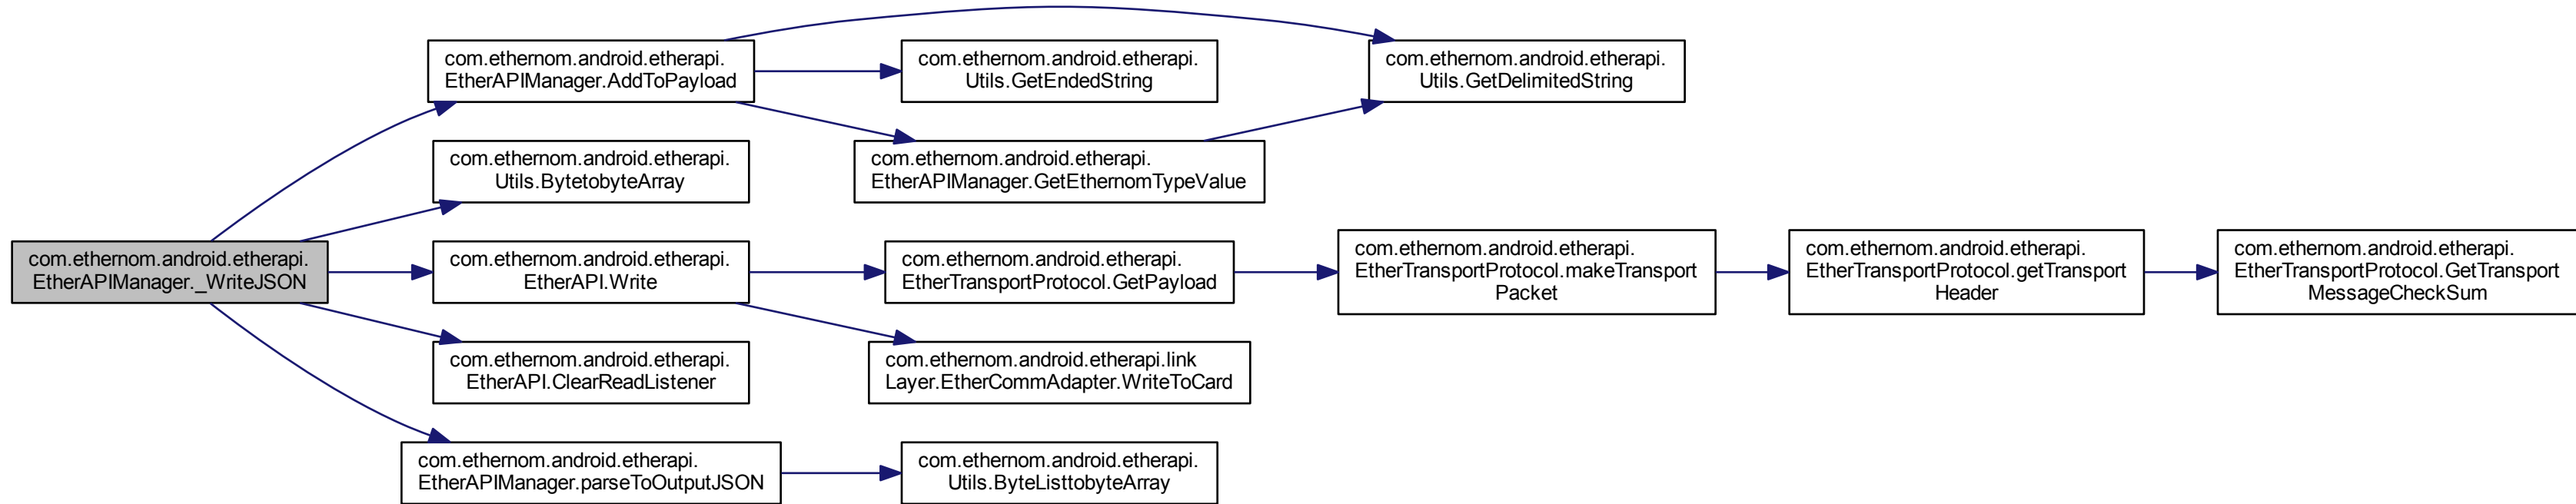 com.ethernom.android.etherapi.
EtherAPIManager._WriteJSON
com.ethernom.android.etherapi.
EtherAPIManager.AddToPayload
com.ethernom.android.etherapi.
Utils.BytetobyteArray
com.ethernom.android.etherapi.
EtherAPI.Write
com.ethernom.android.etherapi.
EtherAPI.ClearReadListener
com.ethernom.android.etherapi.
EtherAPIManager.parseToOutputJSON
com.ethernom.android.etherapi.
Utils.GetEndedString
com.ethernom.android.etherapi.
EtherAPIManager.GetEthernomTypeValue
com.ethernom.android.etherapi.
EtherTransportProtocol.GetPayload
com.ethernom.android.etherapi.link
Layer.EtherCommAdapter.WriteToCard
com.ethernom.android.etherapi.
Utils.ByteListtobyteArray
com.ethernom.android.etherapi.
Utils.GetDelimitedString
com.ethernom.android.etherapi.
EtherTransportProtocol.makeTransport
Packet
com.ethernom.android.etherapi.
EtherTransportProtocol.getTransport
Header
com.ethernom.android.etherapi.
EtherTransportProtocol.GetTransport
MessageCheckSum